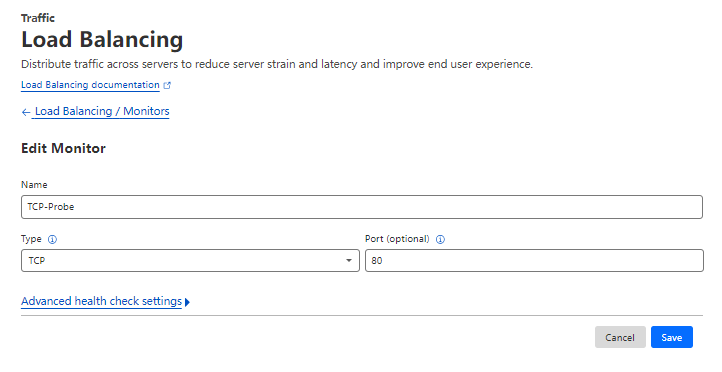 Traffic
Load Balancing
Distribute traffic across servers to reduce server strain and latency and improve end user experience.
Load Balancing documentation
← Load Balancing / Monitors
Edit Monitor
Name
TCP-Probe
Type Port (optional)
TCP 80
Advanced health check settings
Cancel Save